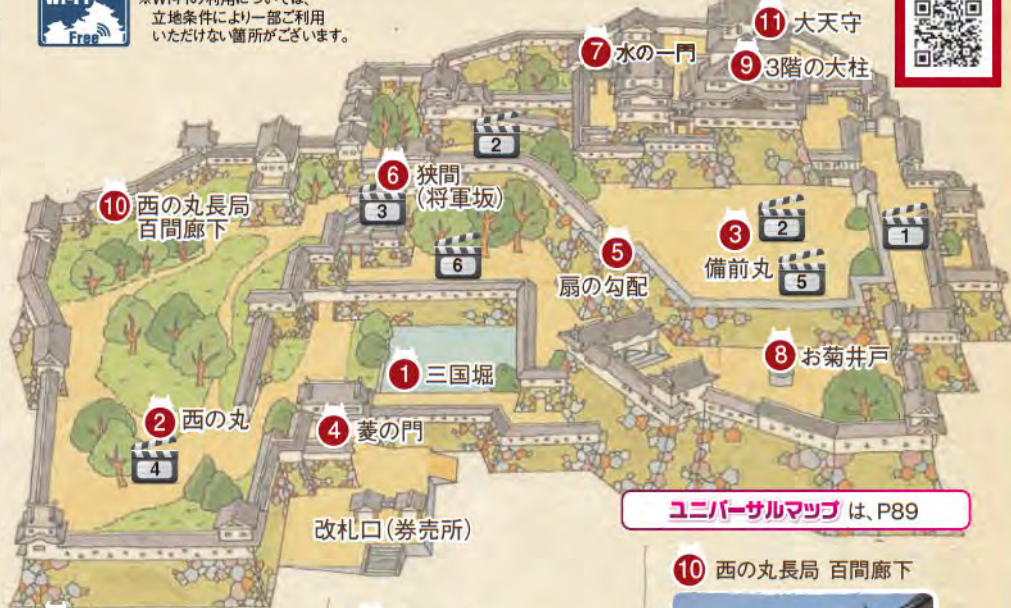 Wi-Fi
Free
※Wi-Fiの利用については、
立地条件により一部ご利用
いただけない箇所がございます。
11 大天守
7 水の一門
9 3階の大柱
2
6 狭間
(将軍坂)
3
10 西の丸長局
百間廊下
6
5
扇の勾配
3
備前丸
2
5
1
1 三国堀
8 お菊井戸
2 西の丸
4
4 菱の門
改札口(券売所)
ユニバーサルマップ は、P89
10 西の丸長局 百間廊下